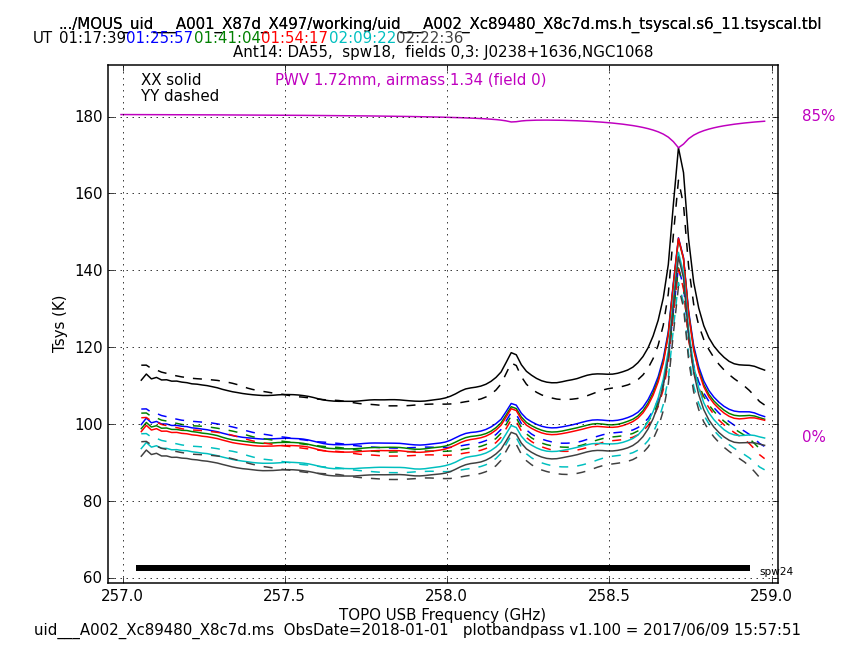 .../MOUS_uid___A001_X87d_X497/working/uid___A002_Xc89480_X8c7d.ms.h_tsyscal.s6_11.tsyscal.tbl
UT 01:17:39 01:25:57 01:41:04 01:54:17 02:09:22 02:22:36
Ant14: DA55, spw18, fields 0,3: J0238+1636,NGC1068
XX solid
PWV 1.72mm, airmass 1.34 (field 0)
YY dashed
180
85%
160
140
120
100
0%
80
60
Tsys (K)
spw24
257.0 257.5 258.0 258.5 259.0
TOPO USB Frequency (GHz)
uid___A002_Xc89480_X8c7d.ms ObsDate=2018-01-01 plotbandpass v1.100 = 2017/06/09 15:57:51